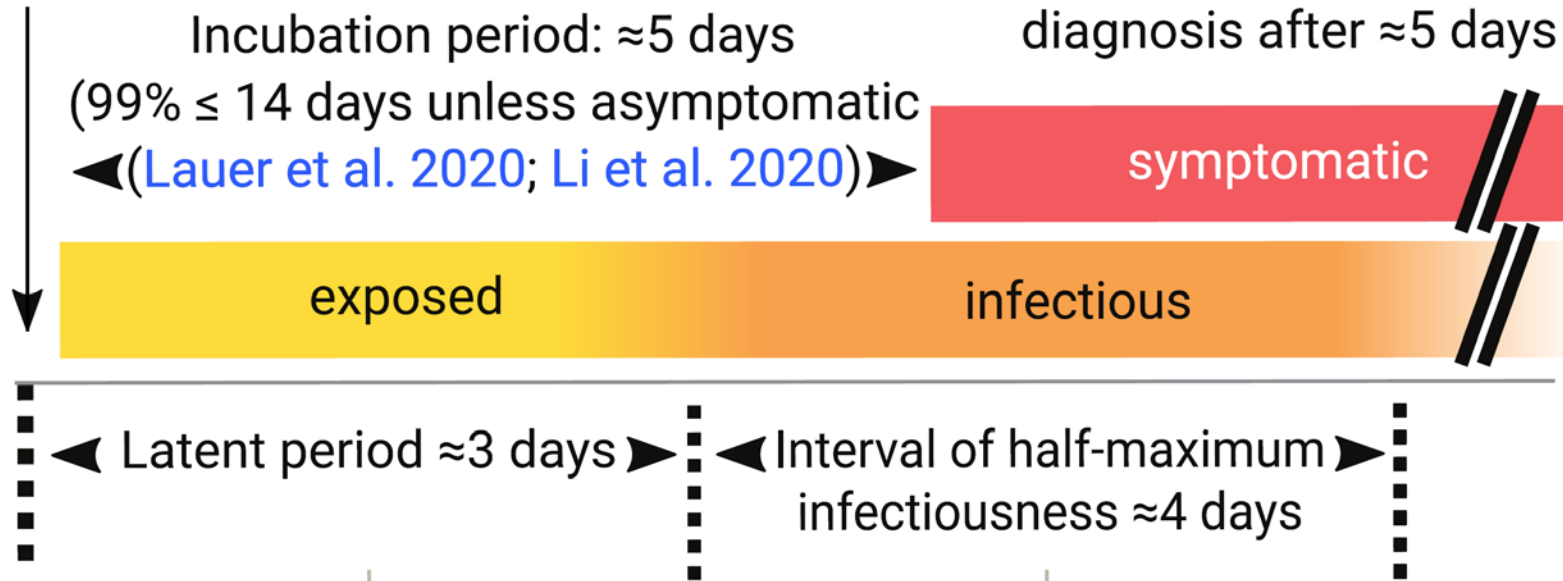 Incubation period: ≈5 days
(99% ≤ 14 days unless asymptomatic
(Lauer et al. 2020; Li et al. 2020)
diagnosis after ≈5 days
symptomatic
exposed
infectious
Latent period ≈3 days
Interval of half-maximum
infectiousness ≈4 days